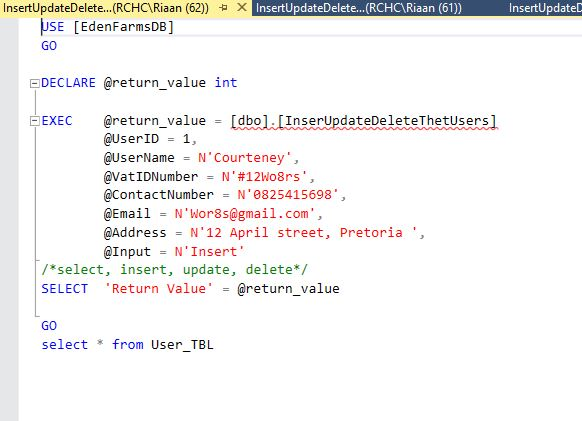 InsertUpdateDelete...(RCHC\Riaan (62)) InsertUpdateDelete...(RCHC\Riaan (61)) InsertUpdateD
USE [EdenFarmsDB]
GO
DECLARE @return_value int
EXEC @return_value = [dbo].[InserUpdateDeleteThetUsers]
@UserID = 1,
@UserName = N'Courteney',
@VatIDNumber = N'#12Wo8rs',
@ContactNumber = N'0825415698',
@Email = N'Wor8s@gmail.com',
@Address = N'12 April street, Pretoria ',
@Input = N'Insert'
/*select, insert, update, delete*/
SELECT 'Return Value' = @return_value
GO
select * from User_TBL